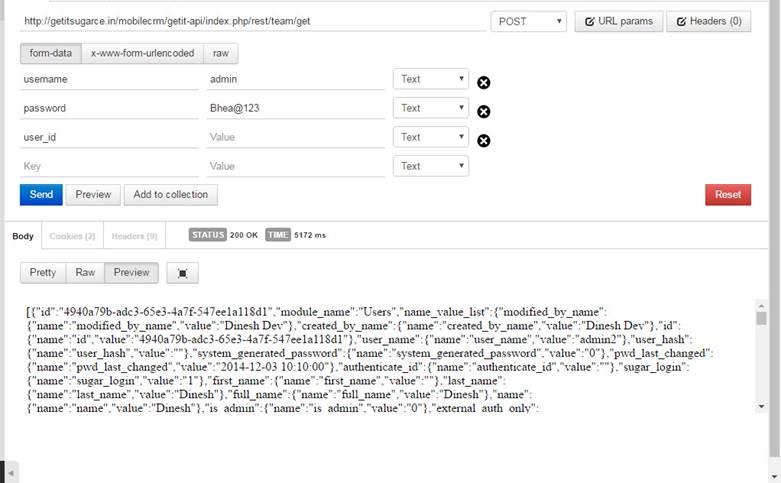 http://getitsugarce.in/mobilecrm/getit-api/index.php/rest/team/get POST URL params Headers (0)
form-data x-www-form-urlencoded raw
username admin Text
password Bhea@123 Text
user_id Value Text
Key Value Text
Send Preview Add to collection Reset
Body Cookies (2) Headers (9) STATUS 200 OK TIME 5172 ms
Pretty Raw Preview
[{"id":"4940a79b-adc3-65e3-4a7f-547ee1a118d1","module_name":"Users","name_value_list":{"modified_by_name":
{"name":"modified_by_name","value":"Dinesh Dev"},"created_by_name":{"name":"created_by_name","value":"Dinesh Dev"},"id":
{"name":"id","value":"4940a79b-adc3-65e3-4a7f-547ee1a118d1"},"user_name":{"name":"user_name","value":"admin2"},"user_hash":
{"name":"user_hash","value":""},"system_generated_password":{"name":"system_generated_password","value":"0"},"pwd_last_changed":
{"name":"pwd_last_changed","value":"2014-12-03 10:10:00"},"authenticate_id":{"name":"authenticate_id","value":""},"sugar_login":
{"name":"sugar_login","value":"1"},"first_name":{"name":"first_name","value":""},"last_name":
{"name":"last_name","value":"Dinesh"},"full_name":{"name":"full_name","value":"Dinesh"},"name":
{"name":"name","value":"Dinesh"},"is_admin":{"name":"is_admin","value":"0"},"external_auth_only":